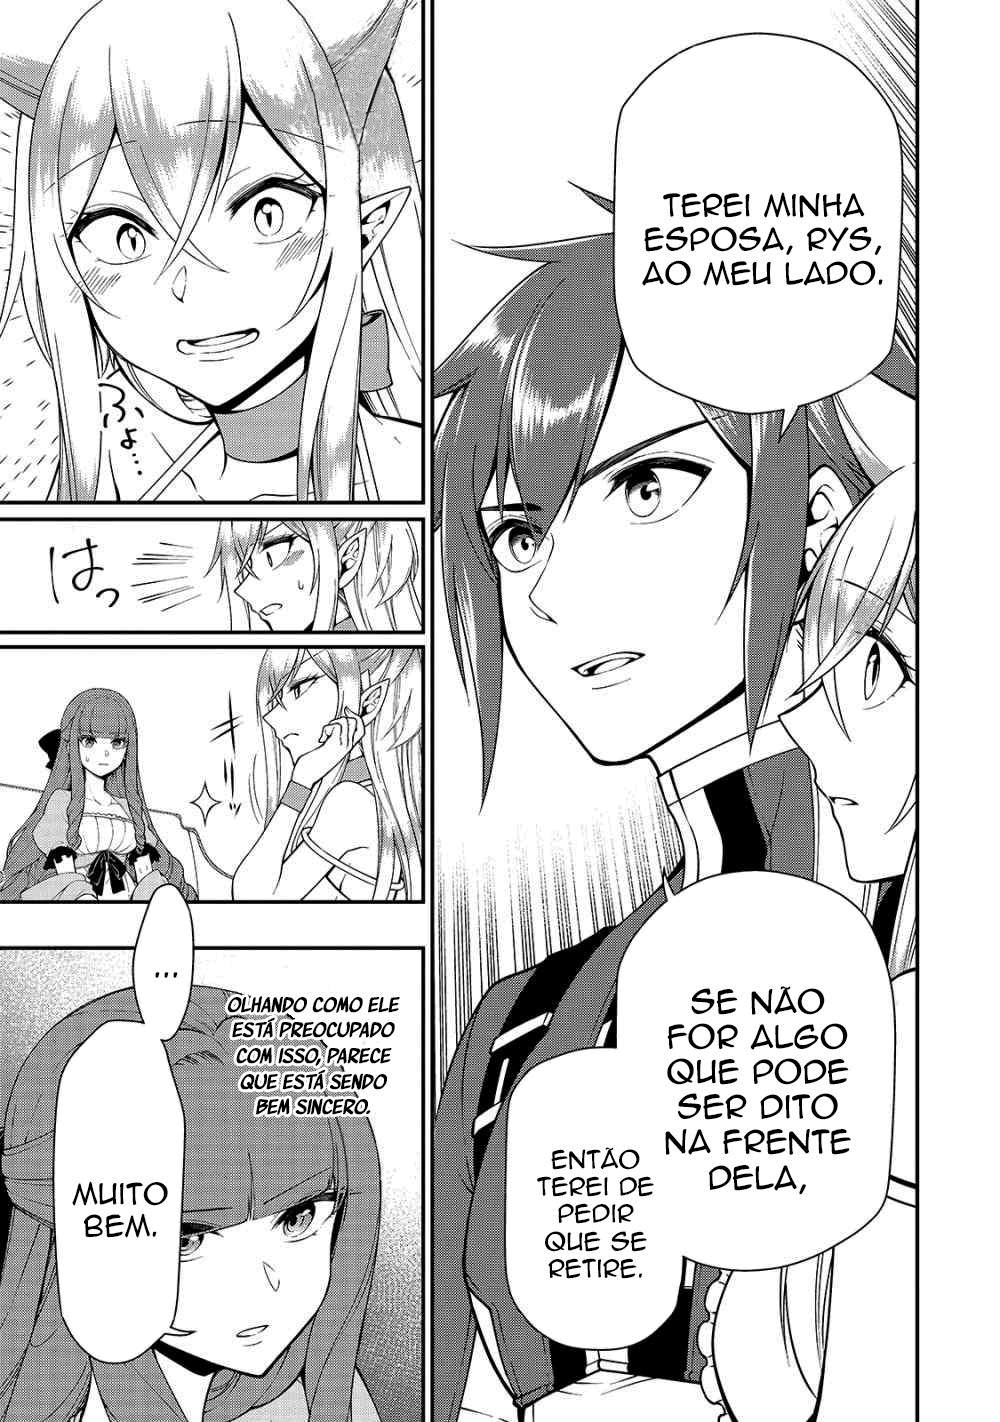 TEREI MINHA
ESPOSA, RYS,
AO MEU LADO.
SE NÃO
FOR ALGO
QUE PODE
SER DITO
NA FRENTE
DELA,
ENTÃO
TEREI DE
PEDIR
QUE SE
RETIRE.
ふょ…
はっ
...
OLHANDO COMO ELE
ESTÁ PREOCUPADO
COM ISSO, PARECE
QUE ESTÁ SENDO
BEM SINCERO.
MUITO
BEM.